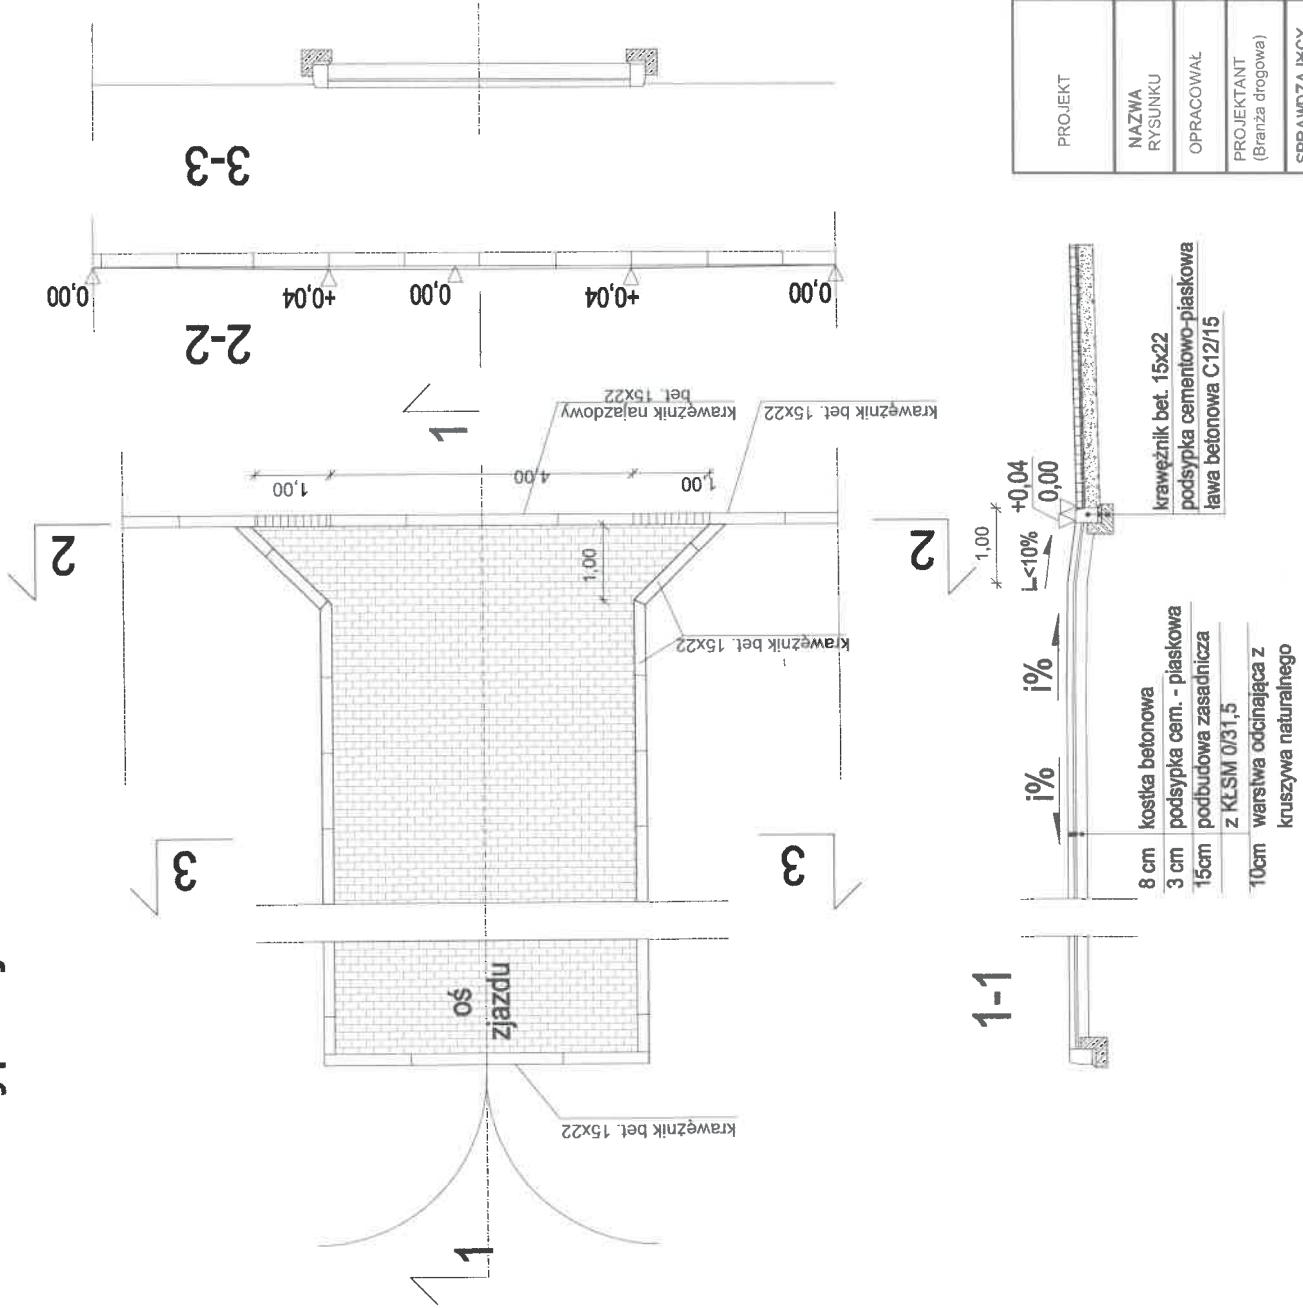 3-3
0,00
+0,04
0,00
+0,04
0,00
2-2
1
krawężnik najazdowy
bet. 15x22
krawężnik bet. 15x22
1,00
4,00
1,00
2
2
1,00
krawężnik bet. 15x22
3
3
oś
zjazdu
krawężnik bet. 15x22
1
1-1
i%
i%
i <10%
1,00
+0,04
0,00
krawężnik bet. 15x22
podsypka cementowo-piaskowa
ława betonowa C12/15
8 cm kostka betonowa
3 cm podsypka cem. - piaskowa
15cm podbudowa zasadnicza
z KŁSM 0/31,5
10cm warstwa odcinająca z
kruszywa naturalnego
PROJEKT
NAZWA
RYSUNKU
OPRACOWAŁ
PROJEKTANT
(Branża drogowa)